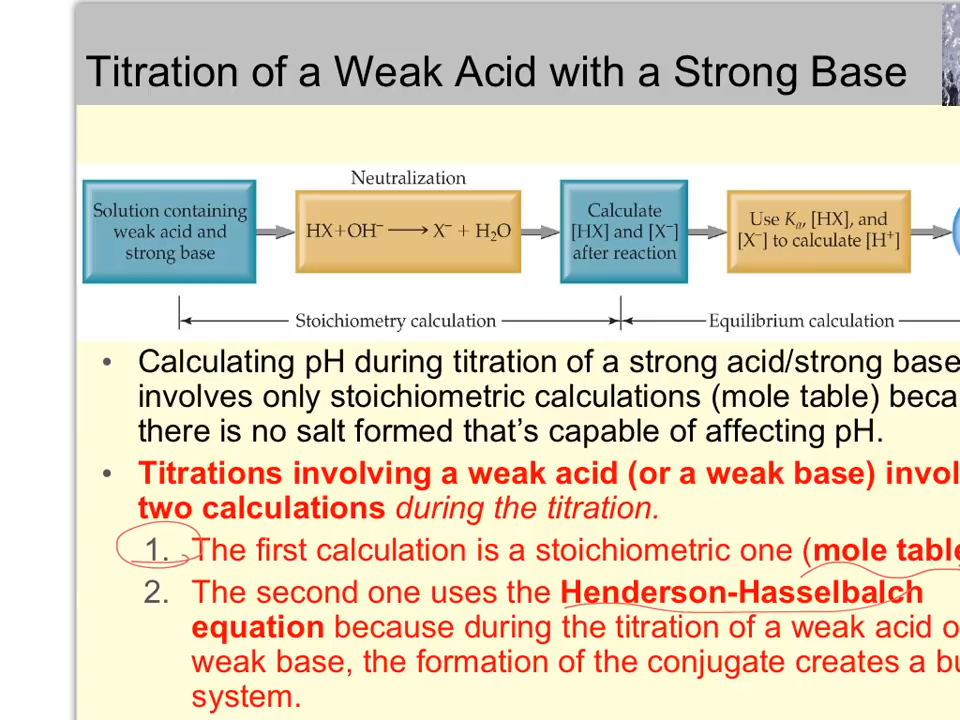 Titration of a Weak Acid with a Strong Base
Neutralization
Solution containing
weak acid and
strong base
HX+OH⁻ ⟶ X⁻ + H₂O
Calculate
[HX] and [X⁻]
after reaction
Use Kₐ, [HX], and
[X⁻] to calculate [H⁺]
Stoichiometry calculation
Equilibrium calculation
• Calculating pH during titration of a strong acid/strong base
involves only stoichiometric calculations (mole table)
there is no salt formed that's capable of affecting pH.
• Titrations involving a weak acid (or a weak base)
two calculations during the titration.
1. The first calculation is a stoichiometric one (mole table
2. The second one uses the Henderson-Hasselbalch
equation because during the titration of a weak acid
weak base, the formation of the conjugate creates a
system.